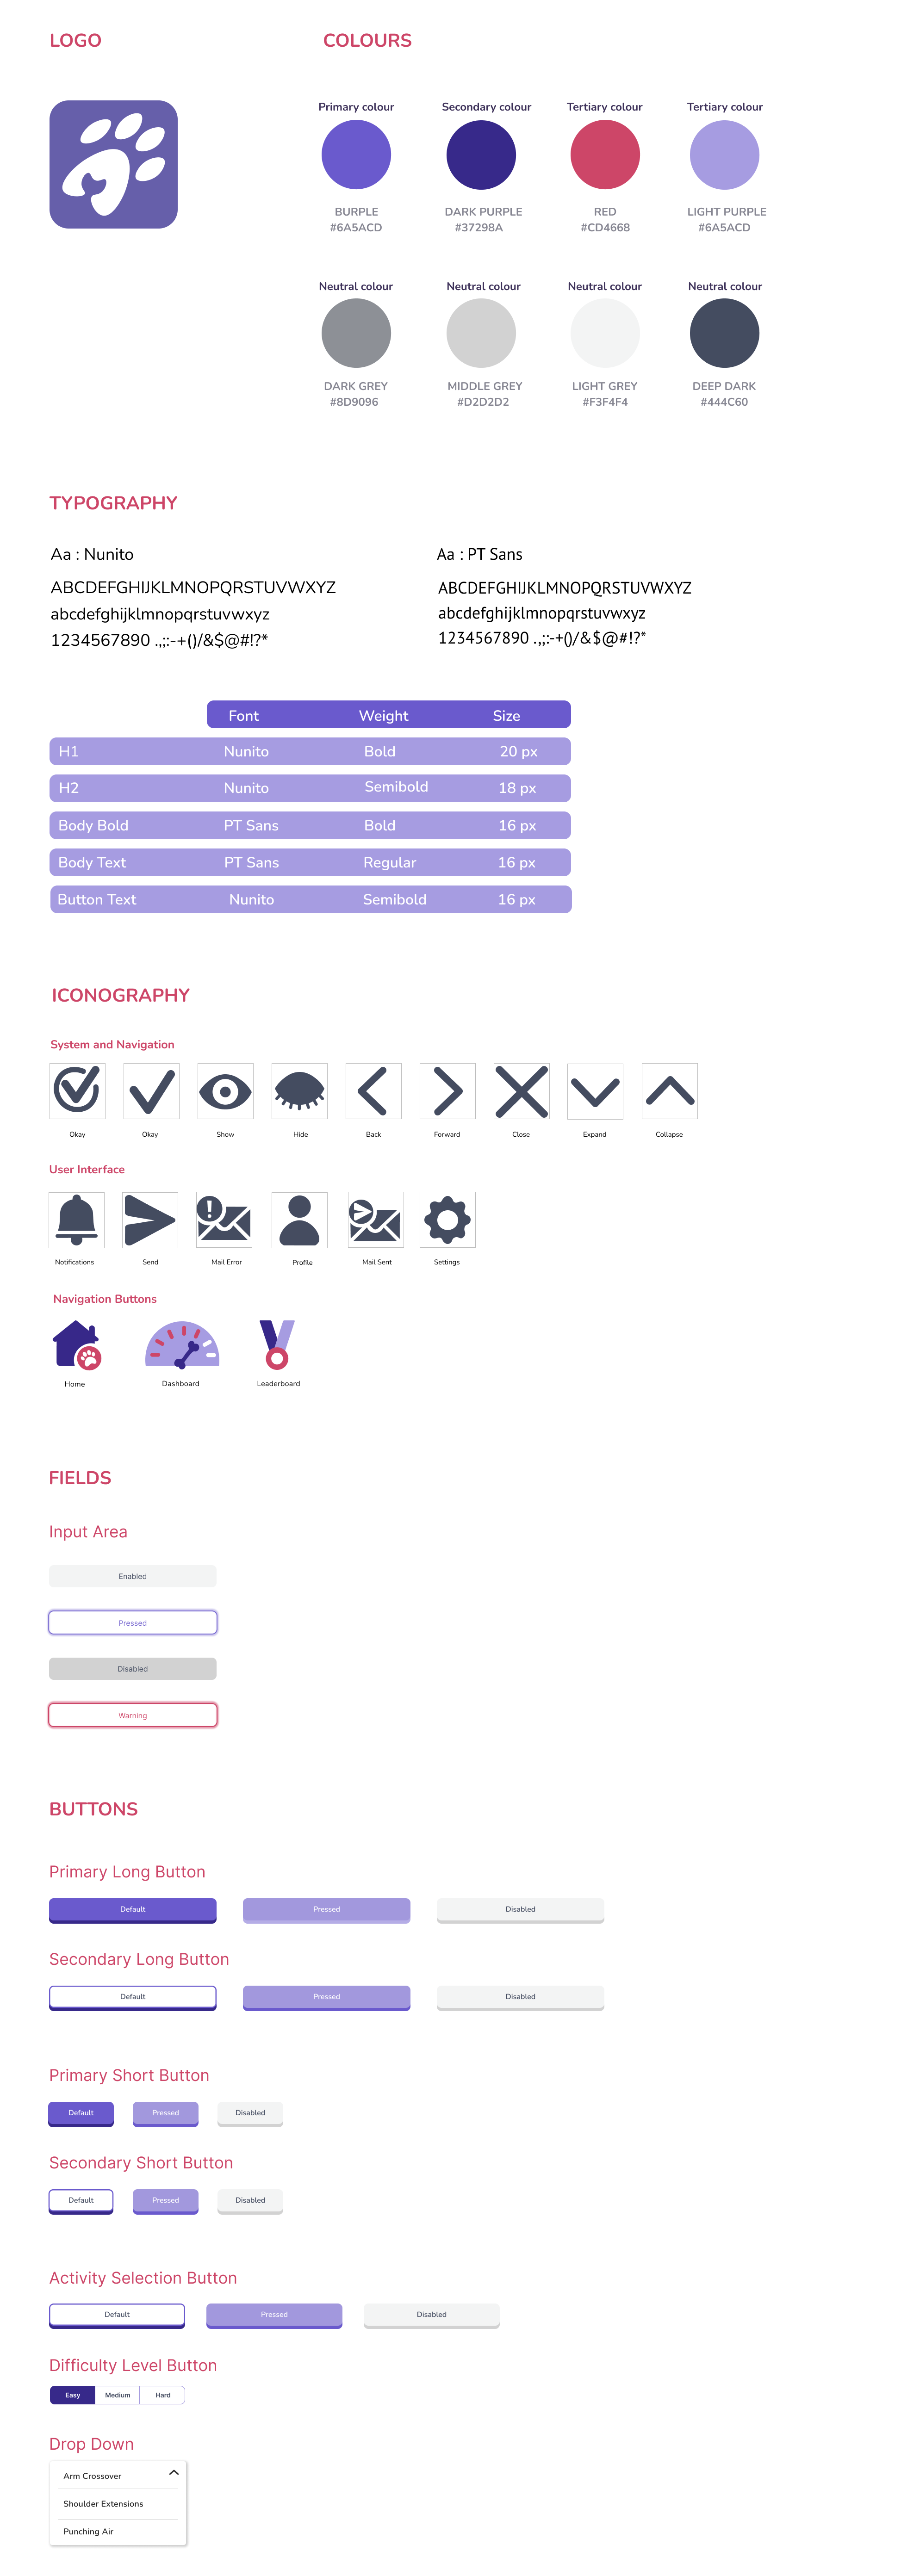 LOGO
COLOURS
Primary colour
Secondary colour
Tertiary colour
Tertiary colour
BURPLE
#6A5ACD
DARK PURPLE
#37298A
RED
#CD4668
LIGHT PURPLE
#6A5ACD
Neutral colour
Neutral colour
Neutral colour
Neutral colour
DARK GREY
#8D9096
MIDDLE GREY
#D2D2D2
LIGHT GREY
#F3F4F4
DEEP DARK
#444C60
TYPOGRAPHY
Aa : Nunito
ABCDEFGHIJKLMNOPQRSTUVWXYZ
abcdefghijklmnopqrstuvwxyz
1234567890 .,;:-+()/&$@#!?*
Aa : PT Sans
ABCDEFGHIJKLMNOPQRSTUVWXYZ
abcdefghijklmnopqrstuvwxyz
1234567890 .,;:-+()/&$@#!?*
Font Weight Size
H1 Nunito Bold 20 px
H2 Nunito Semibold 18 px
Body Bold PT Sans Bold 16 px
Body Text PT Sans Regular 16 px
Button Text Nunito Semibold 16 px
ICONOGRAPHY
System and Navigation
Okay Okay Show Hide Back Forward Close Expand Collapse
User Interface
Notifications Send Mail Error Profile Mail Sent Settings
Navigation Buttons
Home Dashboard Leaderboard
FIELDS
Input Area
Enabled
Pressed
Disabled
Warning
BUTTONS
Primary Long Button
Default Pressed Disabled
Secondary Long Button
Default Pressed Disabled
Primary Short Button
Default Pressed Disabled
Secondary Short Button
Default Pressed Disabled
Activity Selection Button
Default Pressed Disabled
Difficulty Level Button
Easy Medium Hard
Drop Down
Arm Crossover
Shoulder Extensions
Punching Air